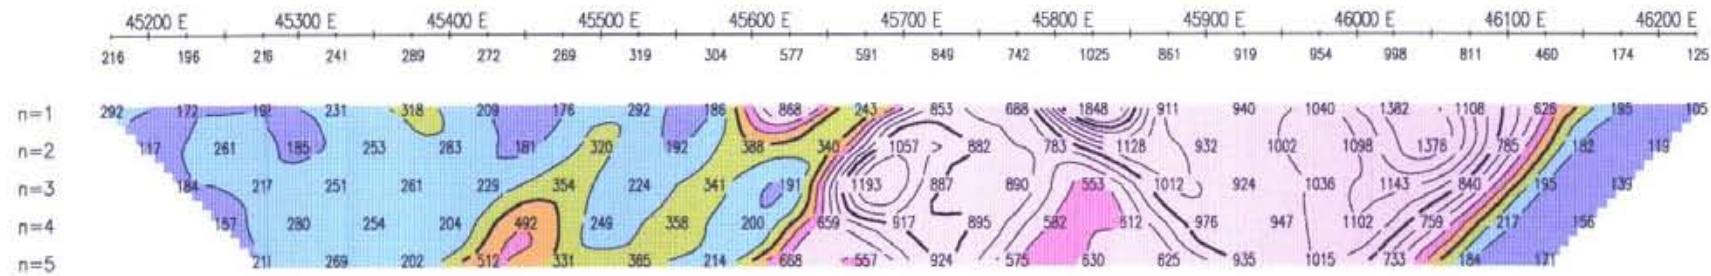 45200 E 45300 E 45400 E 45500 E 45600 E 45700 E 45800 E 45900 E 46000 E 46100 E 46200 E
216 196 216 241 289 272 269 319 304 577 591 849 742 1025 861 919 954 998 811 460 174 125
n=1 292 172 192 231 318 209 176 292 186 868 243 853 688 1848 911 940 1040 1382 1108 626 195 105
n=2 117 261 185 253 283 181 320 192 388 340 1057 882 783 1128 932 1002 1098 1376 785 182 119
n=3 184 217 251 261 229 354 224 341 191 1193 887 890 553 1012 924 1036 1143 840 195 139
n=4 157 280 254 204 492 249 358 200 659 917 895 582 612 976 947 1102 759 217 156
n=5 211 269 202 512 331 365 214 668 557 924 575 630 625 935 1015 733 184 171